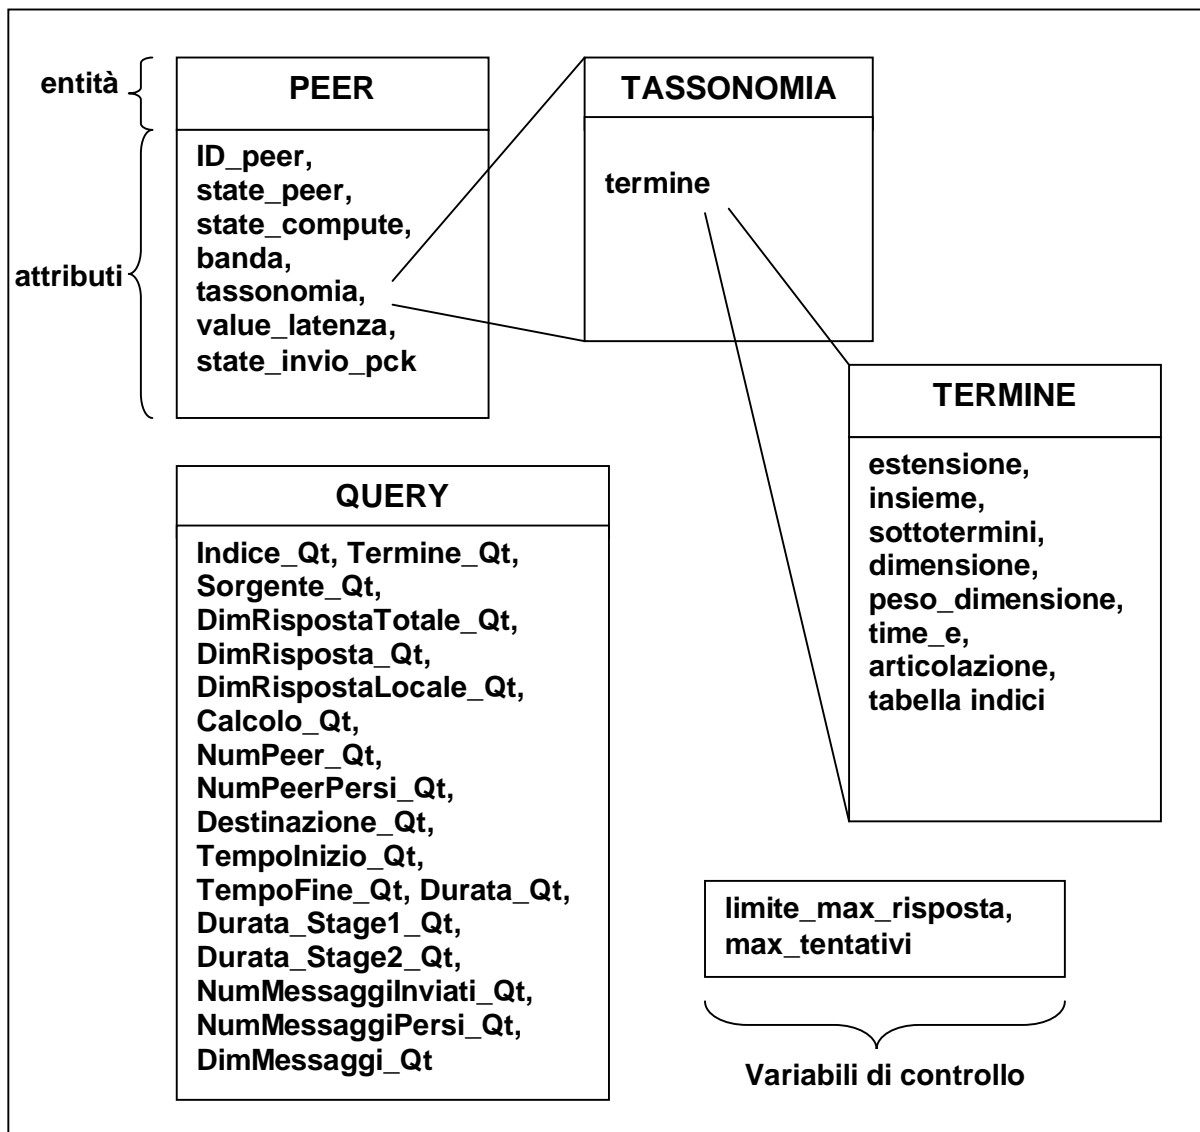 entità
PEER
TASSONOMIA
attributi
ID_peer,
state_peer,
state_compute,
banda,
tassonomia,
value_latenza,
state_invio_pck
termine
TERMINE
estensione,
insieme,
sottotermini,
dimensione,
peso_dimensione,
time_e,
articolazione,
tabella indici
QUERY
Indice_Qt, Termine_Qt,
Sorgente_Qt,
DimRispostaTotale_Qt,
DimRisposta_Qt,
DimRispostaLocale_Qt,
Calcolo_Qt,
NumPeer_Qt,
NumPeerPersi_Qt,
Destinazione_Qt,
TempoInizio_Qt,
TempoFine_Qt, Durata_Qt,
Durata_Stage1_Qt,
Durata_Stage2_Qt,
NumMessaggiInviati_Qt,
NumMessaggiPersi_Qt,
DimMessaggi_Qt
limite_max_risposta,
max_tentativi
Variabili di controllo